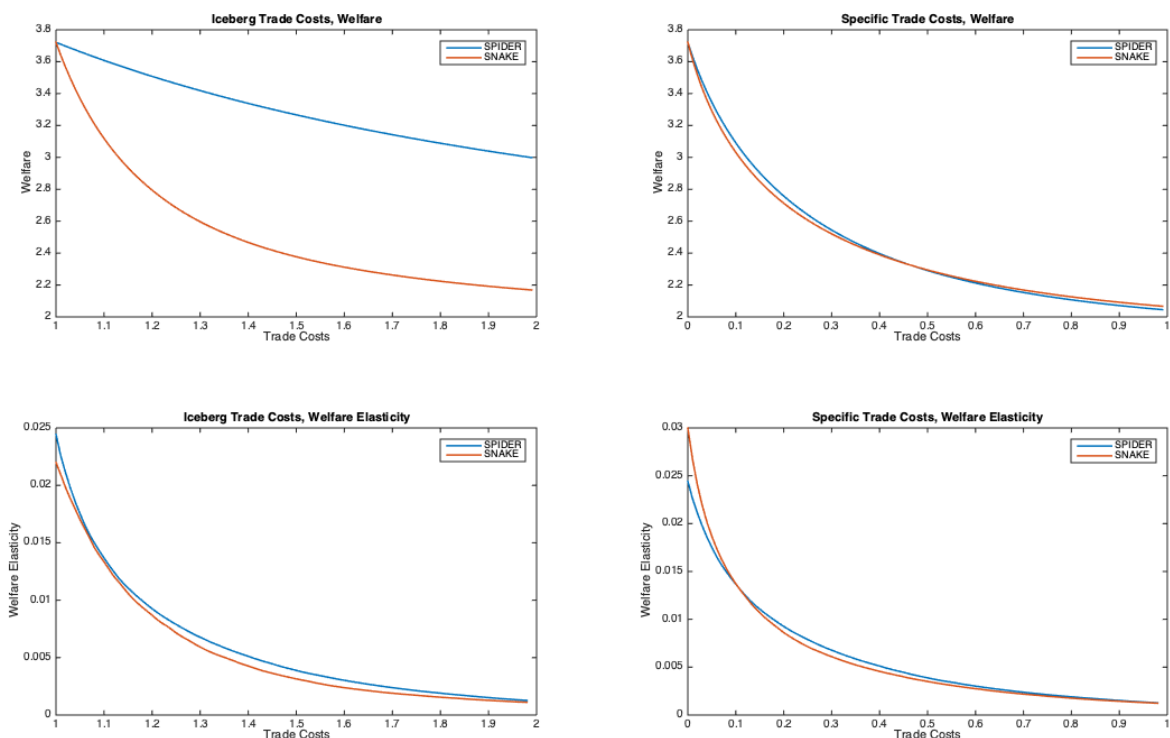 Iceberg Trade Costs, Welfare
3.8
3.6
3.4
3.2
3
2.8
2.6
2.4
2.2
2
Welfare
SPIDER
SNAKE
1 1.1 1.2 1.3 1.4 1.5 1.6 1.7 1.8 1.9 2
Trade Costs
Specific Trade Costs, Welfare
3.8
3.6
3.4
3.2
3
2.8
2.6
2.4
2.2
2
Welfare
SPIDER
SNAKE
0 0.1 0.2 0.3 0.4 0.5 0.6 0.7 0.8 0.9 1
Trade Costs
Iceberg Trade Costs, Welfare Elasticity
0.025
0.02
0.015
0.01
0.005
0
Welfare Elasticity
SPIDER
SNAKE
1 1.1 1.2 1.3 1.4 1.5 1.6 1.7 1.8 1.9 2
Trade Costs
Specific Trade Costs, Welfare Elasticity
0.03
0.025
0.02
0.015
0.01
0.005
0
Welfare Elasticity
SPIDER
SNAKE
0 0.1 0.2 0.3 0.4 0.5 0.6 0.7 0.8 0.9 1
Trade Costs